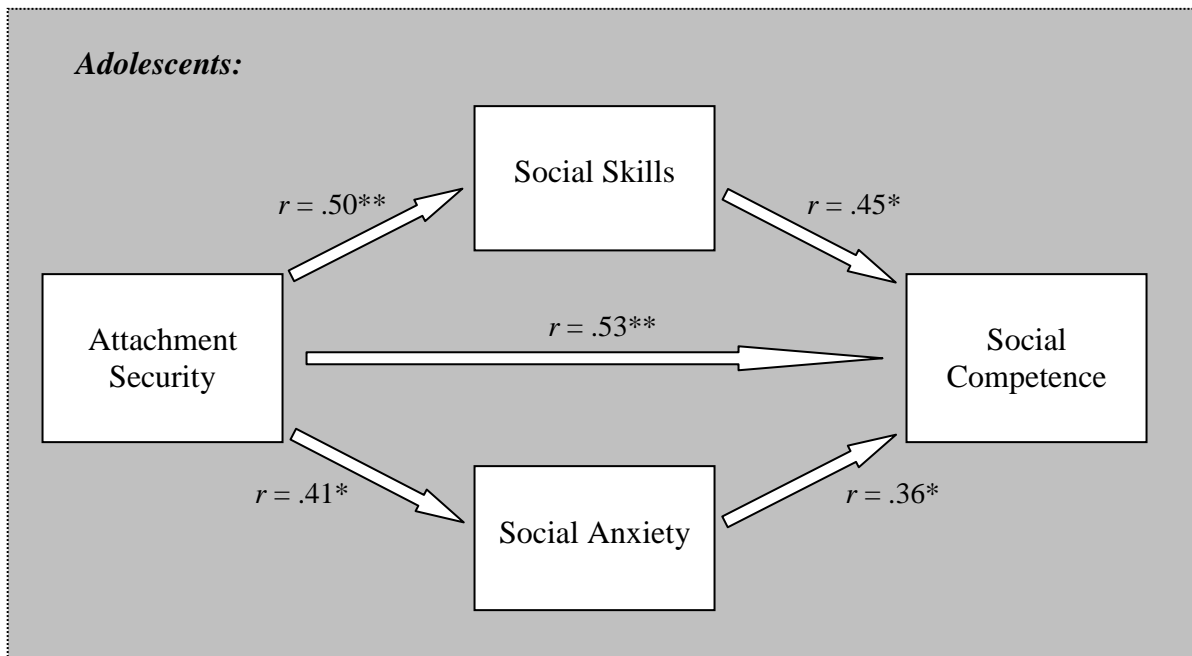 Adolescents:
Social Skills
r = .50**
r = .45*
r = .53**
Attachment
Security
Social
Competence
r = .41*
r = .36*
Social Anxiety